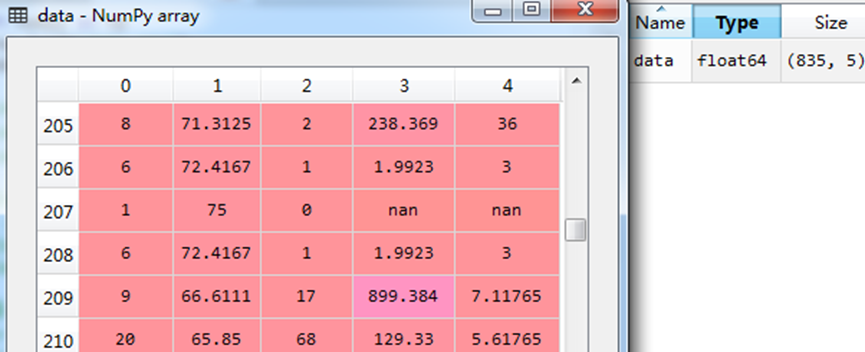 data - NumPy array
Name Type Size
data float64 (835, 5)
0 1 2 3 4
205 8 71.3125 2 238.369 36
206 6 72.4167 1 1.9923 3
207 1 75 0 nan nan
208 6 72.4167 1 1.9923 3
209 9 66.6111 17 899.384 7.11765
210 20 65.85 68 129.33 5.61765